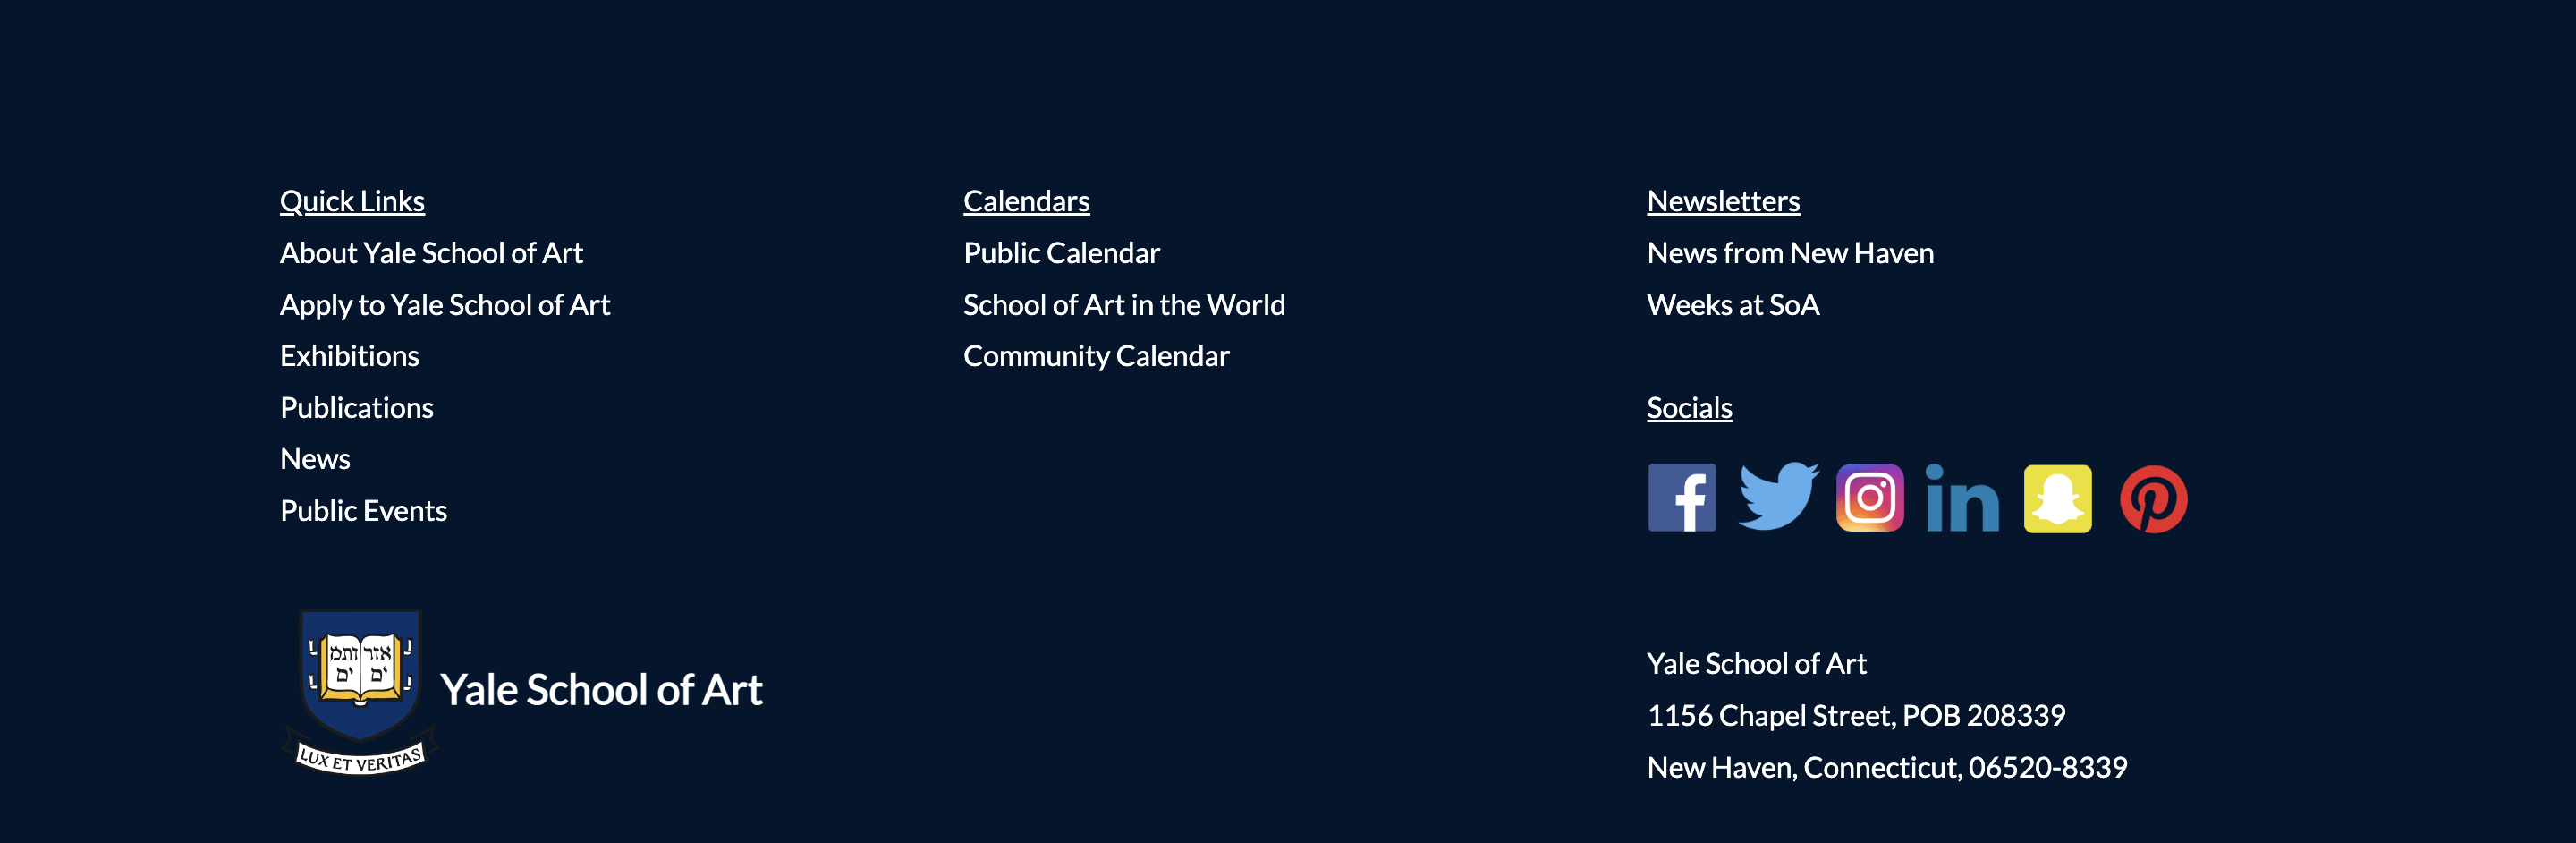 Quick Links
About Yale School of Art
Apply to Yale School of Art
Exhibitions
Publications
News
Public Events
Calendars
Public Calendar
School of Art in the World
Community Calendar
Newsletters
News from New Haven
Weeks at SoA
Socials
אורים
ותמים
LUX ET VERITAS
Yale School of Art
Yale School of Art
1156 Chapel Street, POB 208339
New Haven, Connecticut, 06520-8339